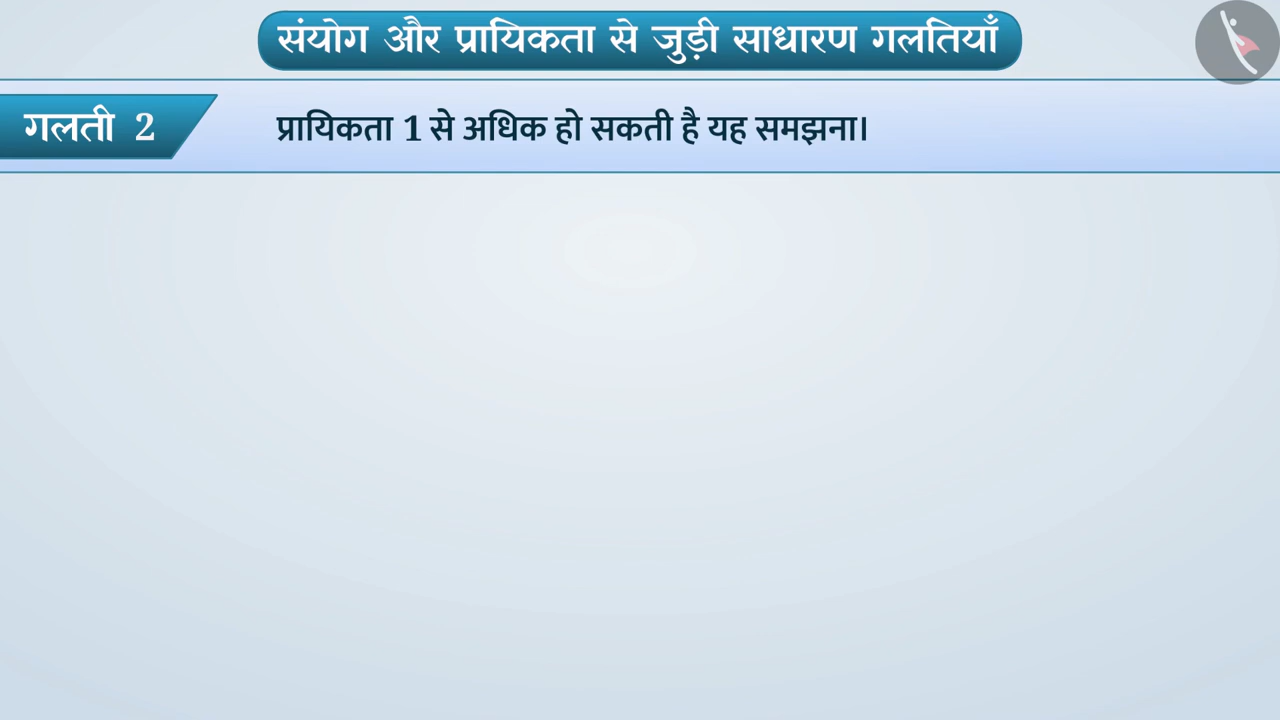 संयोग और प्रायिकता से जुड़ी साधारण गलतियाँ
गलती 2
प्रायिकता 1 से अधिक हो सकती है यह समझना।